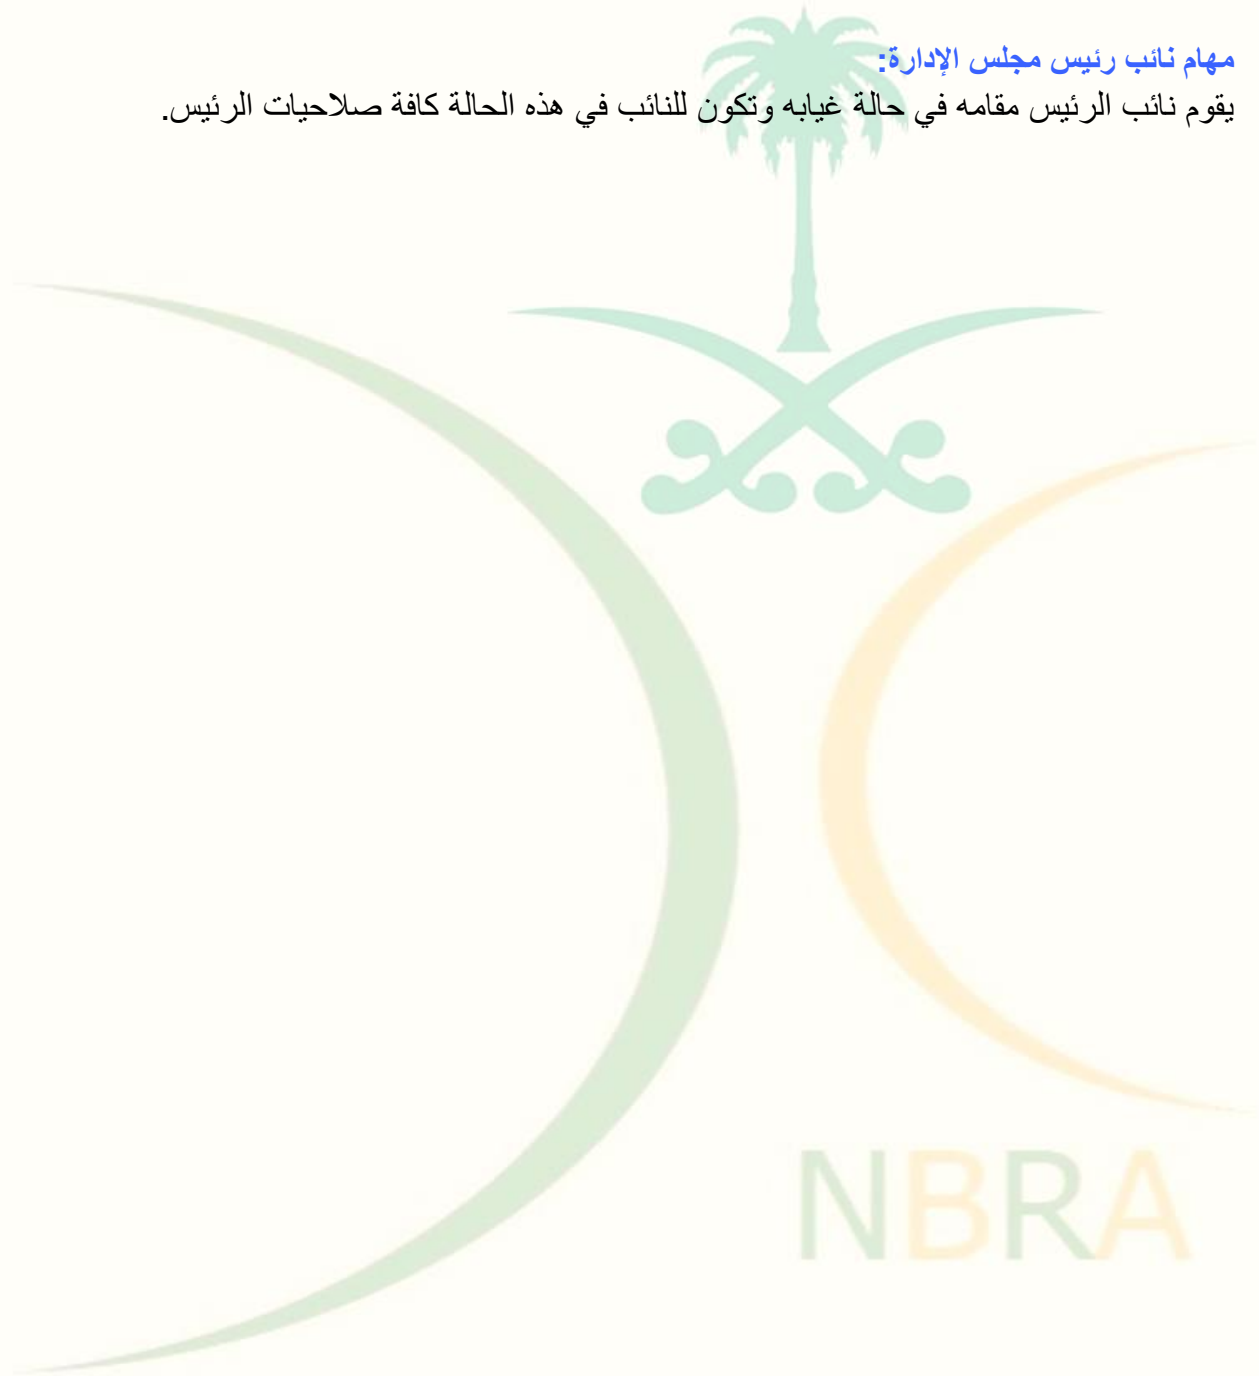 مهام نائب رئيس مجلس الإدارة:
يقوم نائب الرئيس مقامه في حالة غيابه وتكون للنائب في هذه الحالة كافة صلاحيات الرئيس.
NBRA